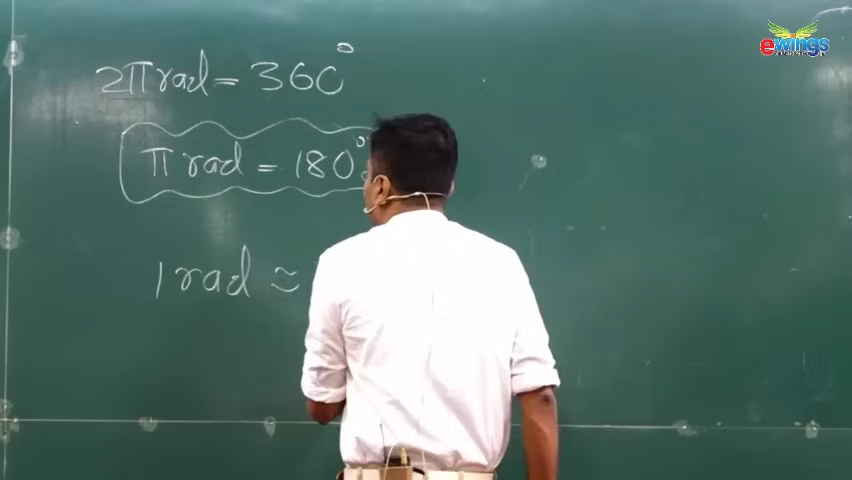 ewings
2π rad = 360°
π rad = 180°
1 rad ≈